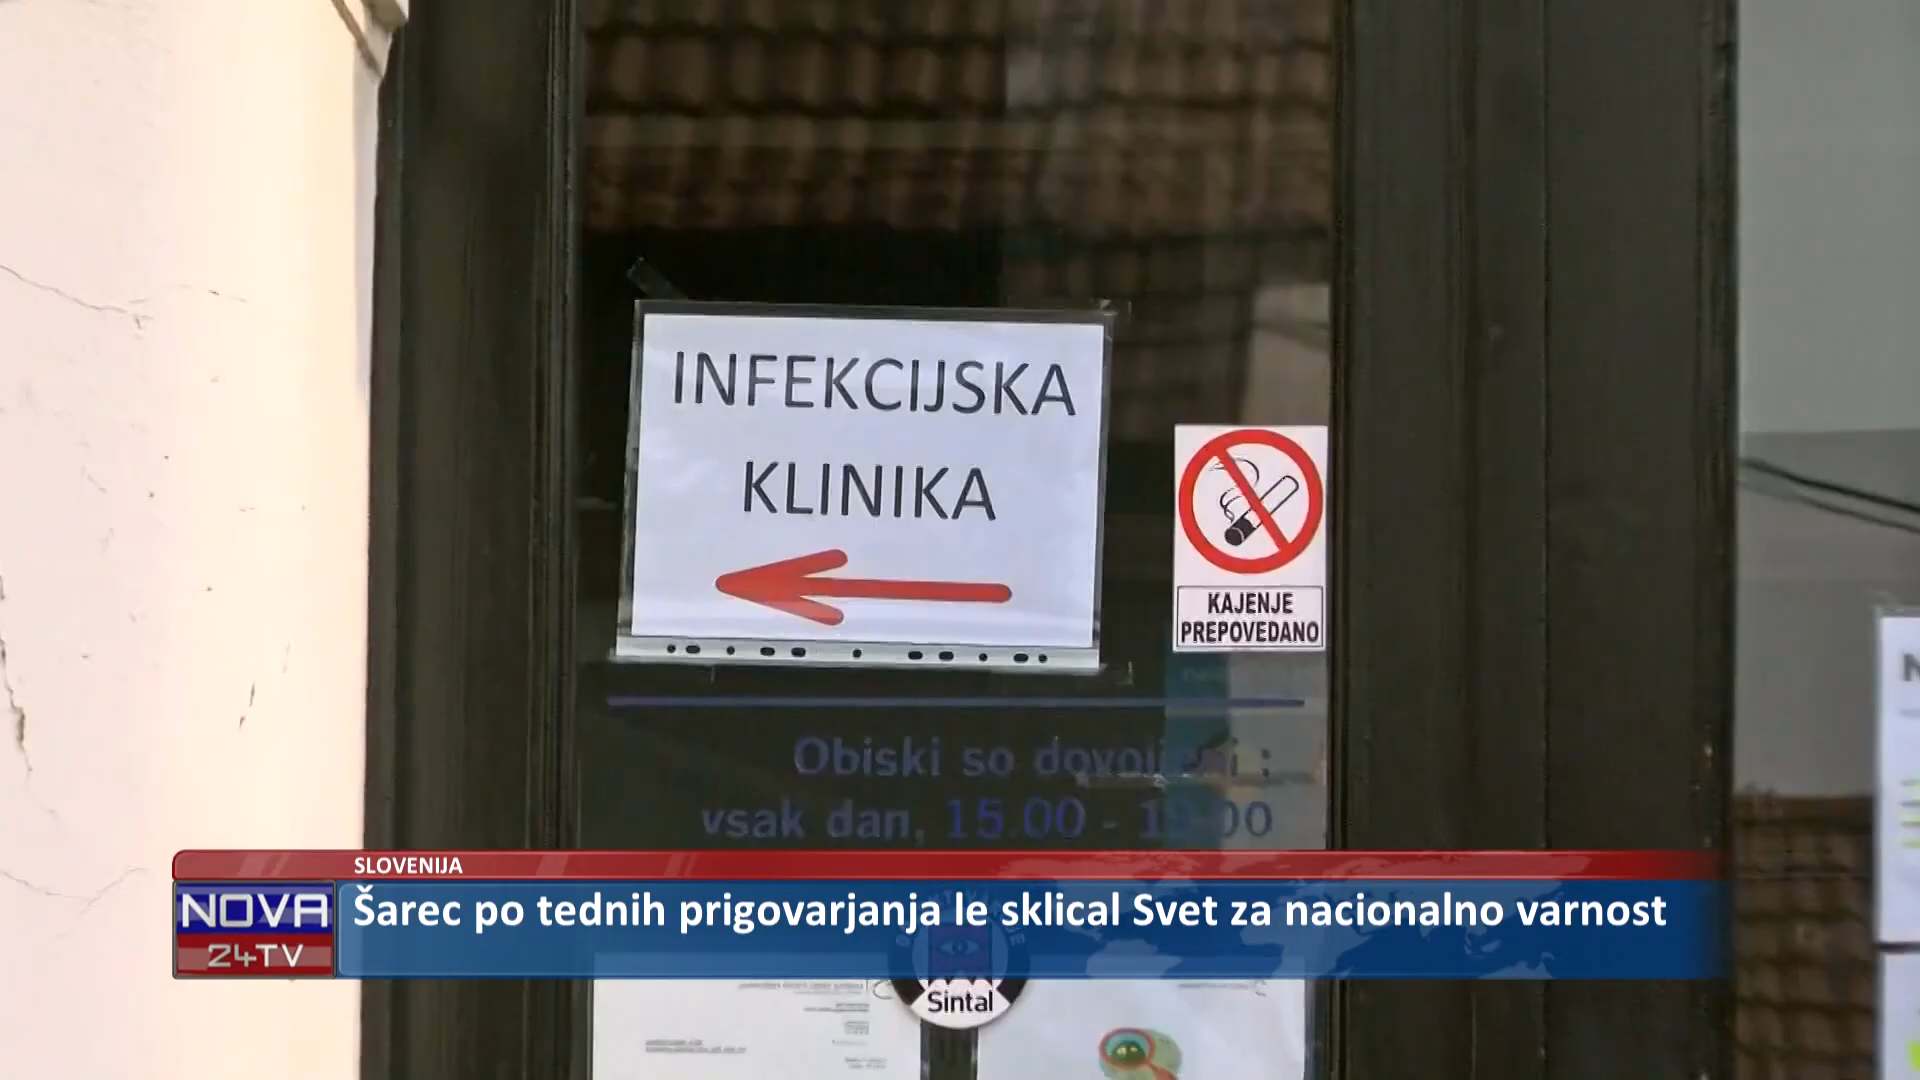 INFEKCIJSKA
KLINIKA
KAJENJE
PREPOVEDANO
Obiski so dovoljeni :
vsak dan, 15.00 -
SLOVENIJA
NOVA
24TV
Šarec po tednih prigovarjanja le sklical Svet za nacionalno varnost
Sintal
N